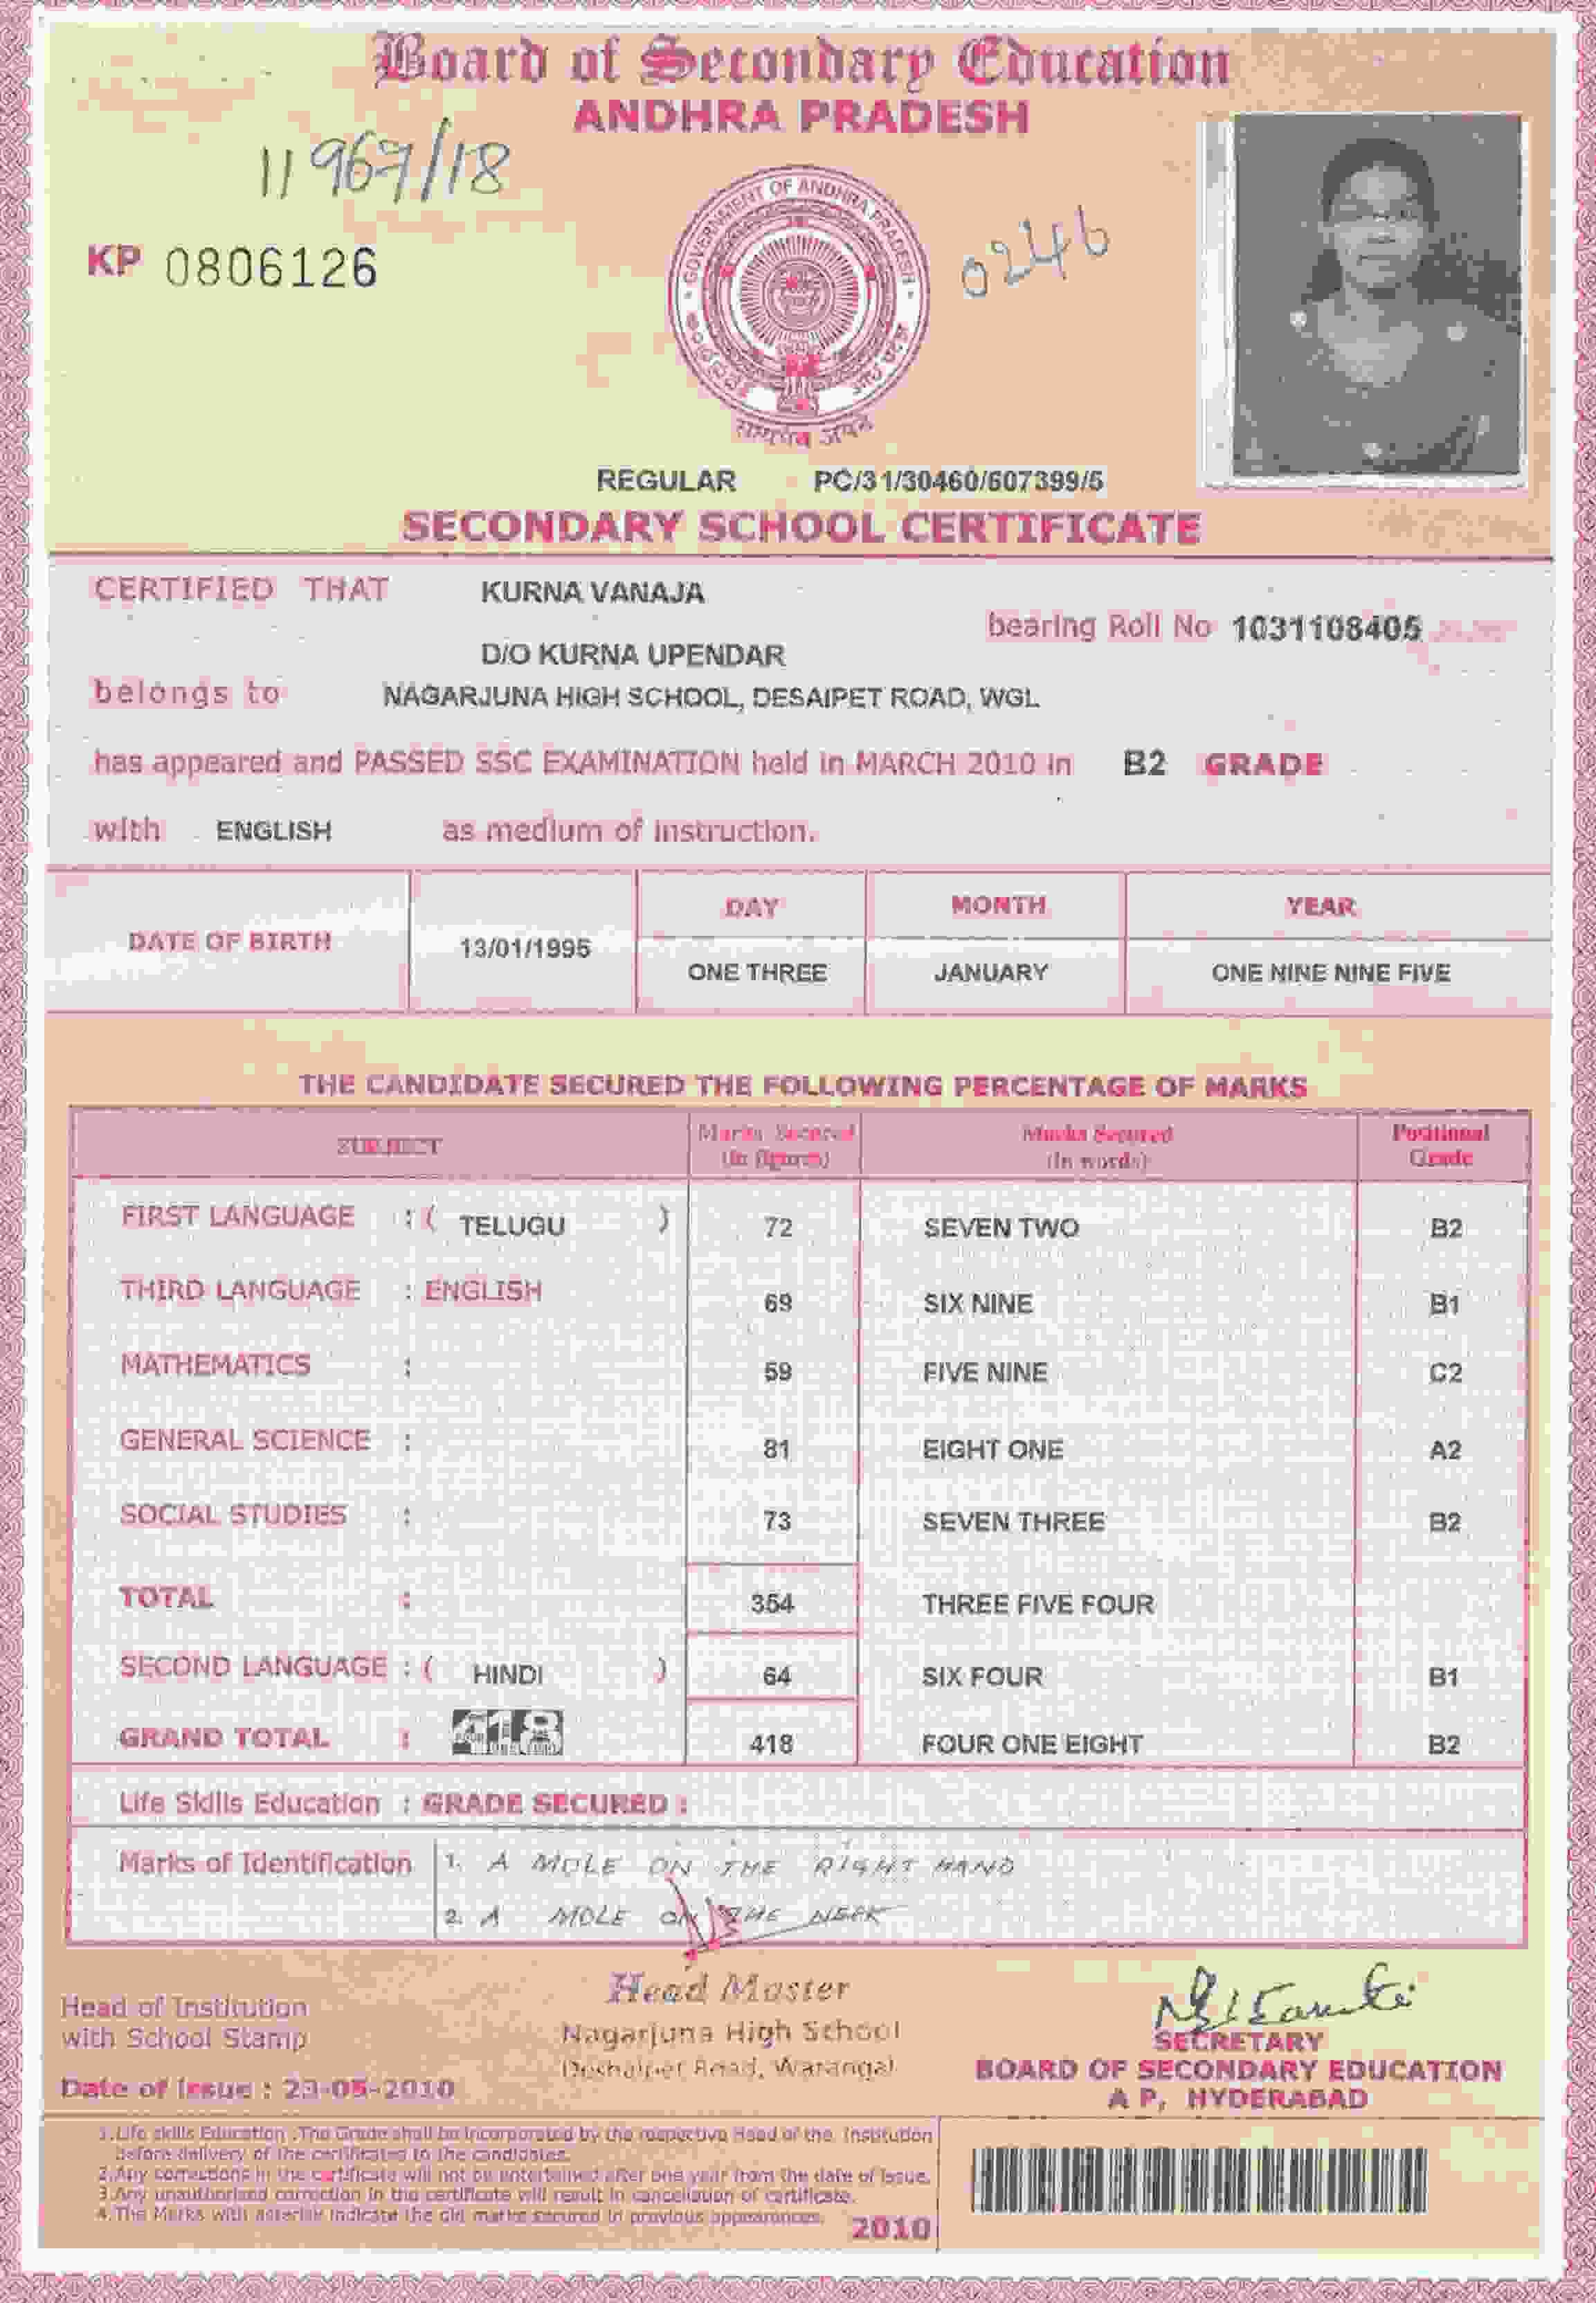 Board of Secondary Education
ANDHRA PRADESH
11967/18
GOVERNMENT OF ANDHRA PRADESH
KP 0806126
0246
REGULAR PC/31/30460/607399/5
SECONDARY SCHOOL CERTIFICATE
CERTIFIED THAT KURNA VANAJA
bearing Roll No 1031108405
D/O KURNA UPENDAR
belongs to NAGARJUNA HIGH SCHOOL, DESAIPET ROAD, WGL
has appeared and PASSED SSC EXAMINATION held in MARCH 2010 in B2 GRADE
with ENGLISH as medium of instruction.
DAY MONTH YEAR
DATE OF BIRTH 13/01/1995
ONE THREE JANUARY ONE NINE NINE FIVE
THE CANDIDATE SECURED THE FOLLOWING PERCENTAGE OF MARKS
SUBJECT Marks Secured (In figures) Marks Secured (In words) Positional Grade
FIRST LANGUAGE : ( TELUGU ) 72 SEVEN TWO B2
THIRD LANGUAGE : ENGLISH 69 SIX NINE B1
MATHEMATICS : 59 FIVE NINE C2
GENERAL SCIENCE : 81 EIGHT ONE A2
SOCIAL STUDIES : 73 SEVEN THREE B2
TOTAL : 354 THREE FIVE FOUR
SECOND LANGUAGE : ( HINDI ) 64 SIX FOUR B1
GRAND TOTAL : 418 418 FOUR ONE EIGHT B2
Life Skills Education : GRADE SECURED :
Marks of Identification 1. A MOLE ON THE RIGHT HAND
2. A MOLE ON THE NECK
Head Master
Head of Institution
with School Stamp
Nagarjuna High School
Deshaipet Road, Warangal
SECRETARY
BOARD OF SECONDARY EDUCATION
A P, HYDERABAD
Date of Issue : 29-05-2010
1.Life skills Education .The Grade shall be incorporated by the respective Head of the Institution
before delivery of the certificates to the candidates.
2.Any corrections in the certificate will not be entertained after one year from the date of issue.
3.Any unauthorised correction in the certificate will result in cancellation of certificate.
4.The Marks with asterisk indicate the old marks secured in previous appearances.
2010